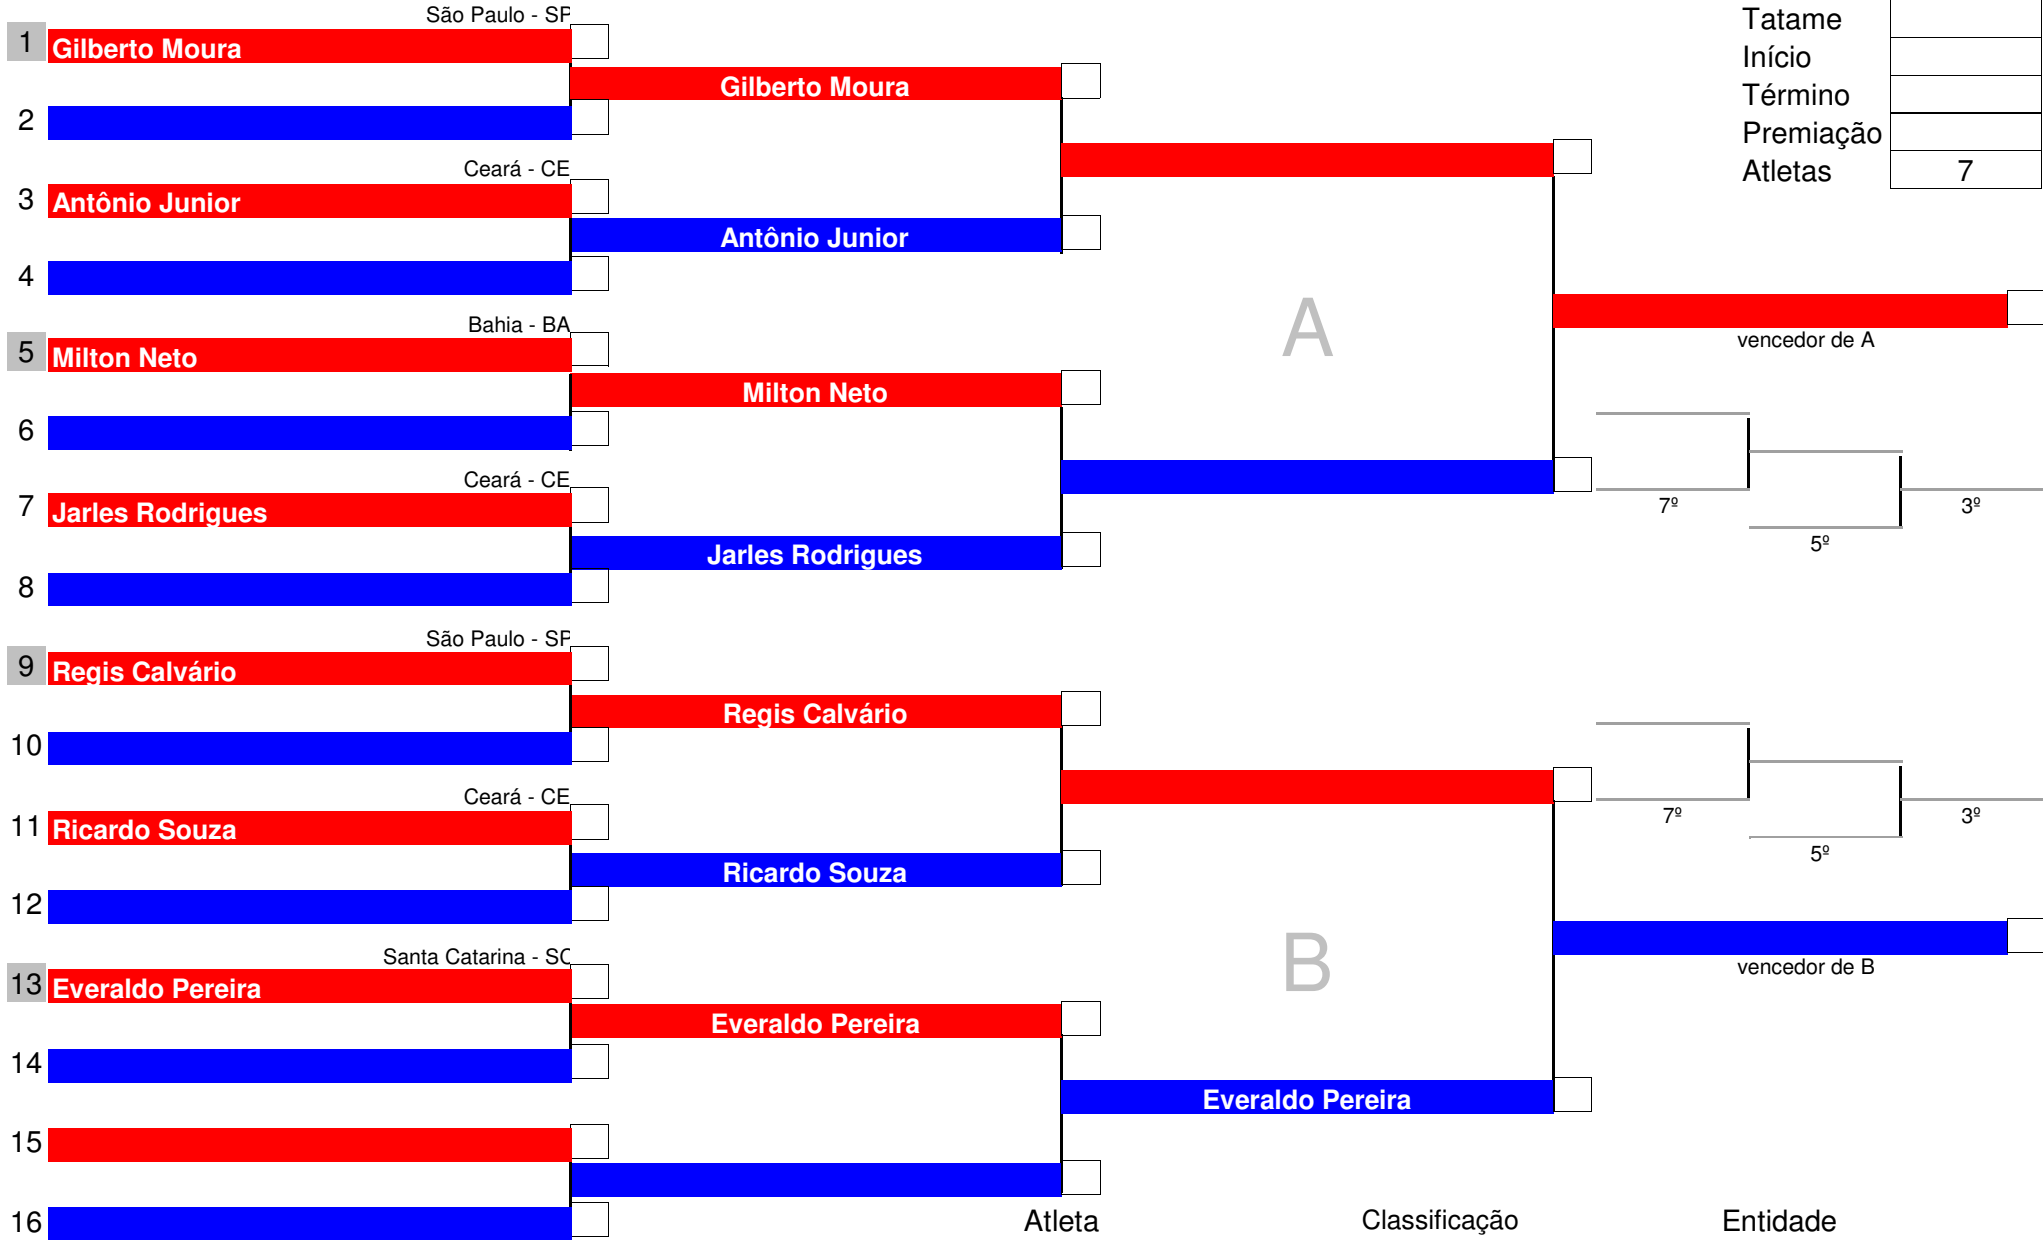 São Paulo - SP
1 Gilberto Moura
Gilberto Moura
2
Ceará - CE
3 Antônio Junior
Antônio Junior
4
Bahia - BA
5 Milton Neto
Milton Neto
6
Ceará - CE
7 Jarles Rodrigues
Jarles Rodrigues
8
São Paulo - SP
9 Regis Calvário
Regis Calvário
10
Ceará - CE
11 Ricardo Souza
Ricardo Souza
12
Santa Catarina - SC
13 Everaldo Pereira
Everaldo Pereira
14
Everaldo Pereira
15
16
A
B
Tatame
Início
Término
Premiação
Atletas 7
vencedor de A
7º
3º
5º
7º
3º
5º
vencedor de B
Atleta Classificação Entidade